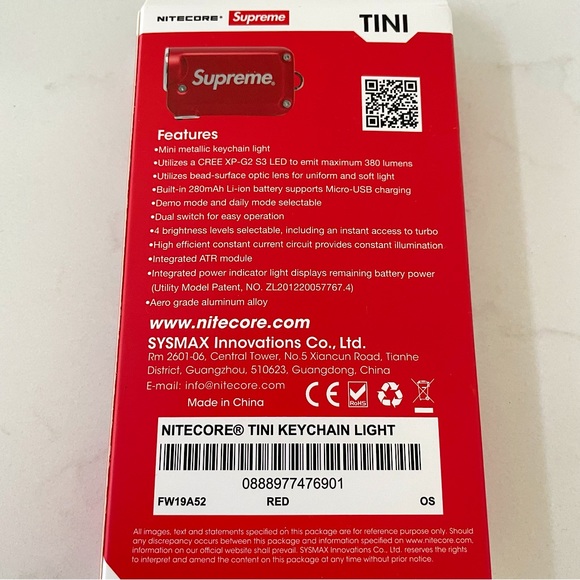 NITECORE® Supreme TINI
Supreme®
Features
•Mini metallic keychain light
•Utilizes a CREE XP-G2 S3 LED to emit maximum 380 lumens
•Utilizes bead-surface optic lens for uniform and soft light
•Built-in 280mAh Li-ion battery supports Micro-USB charging
•Demo mode and daily mode selectable
•Dual switch for easy operation
•4 brightness levels selectable, including an instant access to turbo
•High efficient constant current circuit provides constant illumination
•Integrated ATR module
•Integrated power indicator light displays remaining battery power
(Utility Model Patent, NO. ZL201220057767.4)
•Aero grade aluminum alloy
www.nitecore.com
SYSMAX Innovations Co., Ltd.
Rm 2601-06, Central Tower, No.5 Xiancun Road, Tianhe
District, Guangzhou, 510623, Guangdong, China
E-mail: info@nitecore.com
Made in China
CE RoHS
NITECORE® TINI KEYCHAIN LIGHT
0888977476901
FW19A52 RED OS
All images, text and statements specified on this package are for reference purpose only. Should
any discrepancy occurs between this package and information specified on www.nitecore.com,
information on our official website shall prevail. SYSMAX Innovations Co., Ltd. reserves the rights
to interpret and amend the content on this package at any time without prior notice.